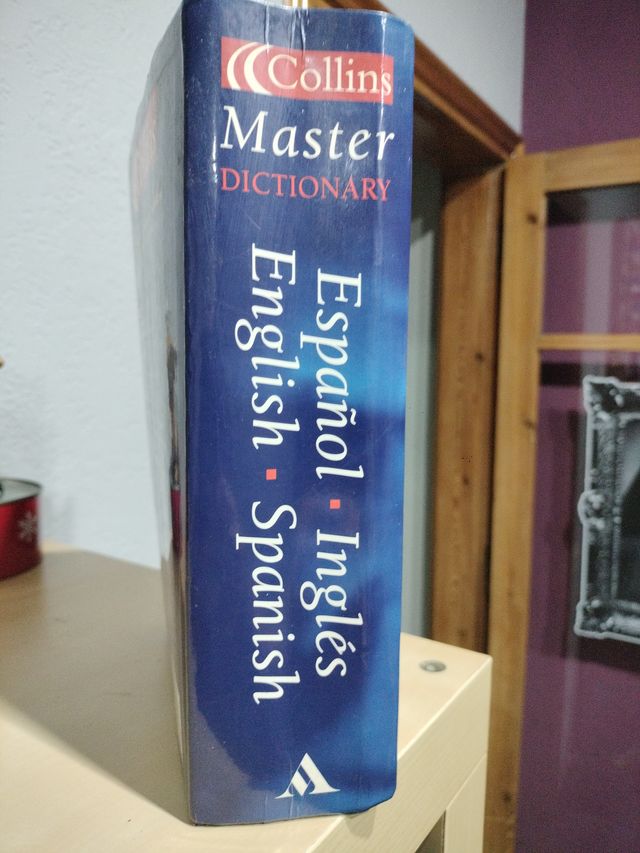 Collins
Master
DICTIONARY
Español · Inglés
English · Spanish